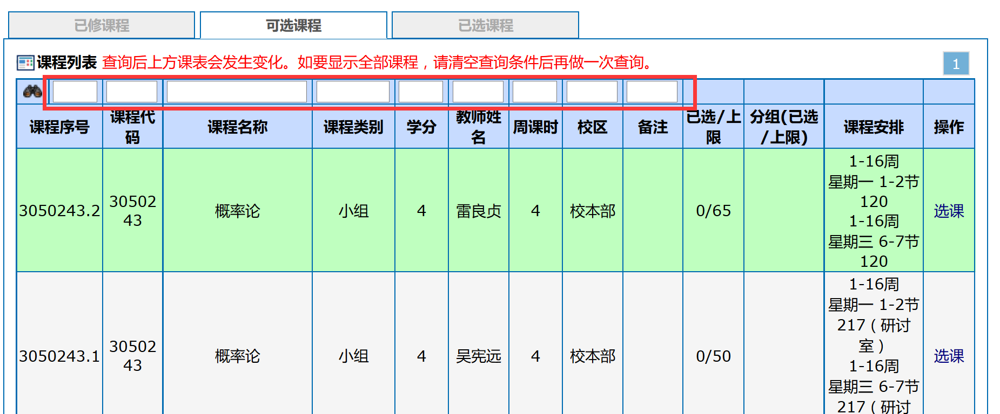 已修课程
可选课程
已选课程
课程列表 查询后上方课表会发生变化。如要显示全部课程，请清空查询条件后再做一次查询。
1
课程序号
课程代
码
课程名称
课程类别
学分
教师姓
名
周课时
校区
备注
已选/上
限
分组(已选
/上限)
课程安排
操作
3050243.2
30502
43
概率论
小组
4
雷良贞
4
校本部
0/65
1-16周
星期一 1-2节
120
1-16周
星期三 6-7节
120
选课
3050243.1
30502
43
概率论
小组
4
吴宪远
4
校本部
0/50
1-16周
星期一 1-2节
217（研讨
室）
1-16周
星期三 6-7节
217（研讨
选课